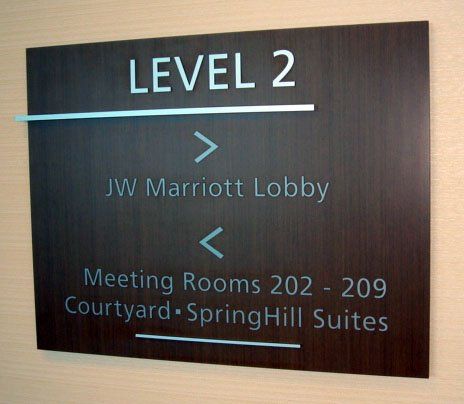 LEVEL 2
>
JW Marriott Lobby
<
Meeting Rooms 202 - 209
Courtyard▪SpringHill Suites